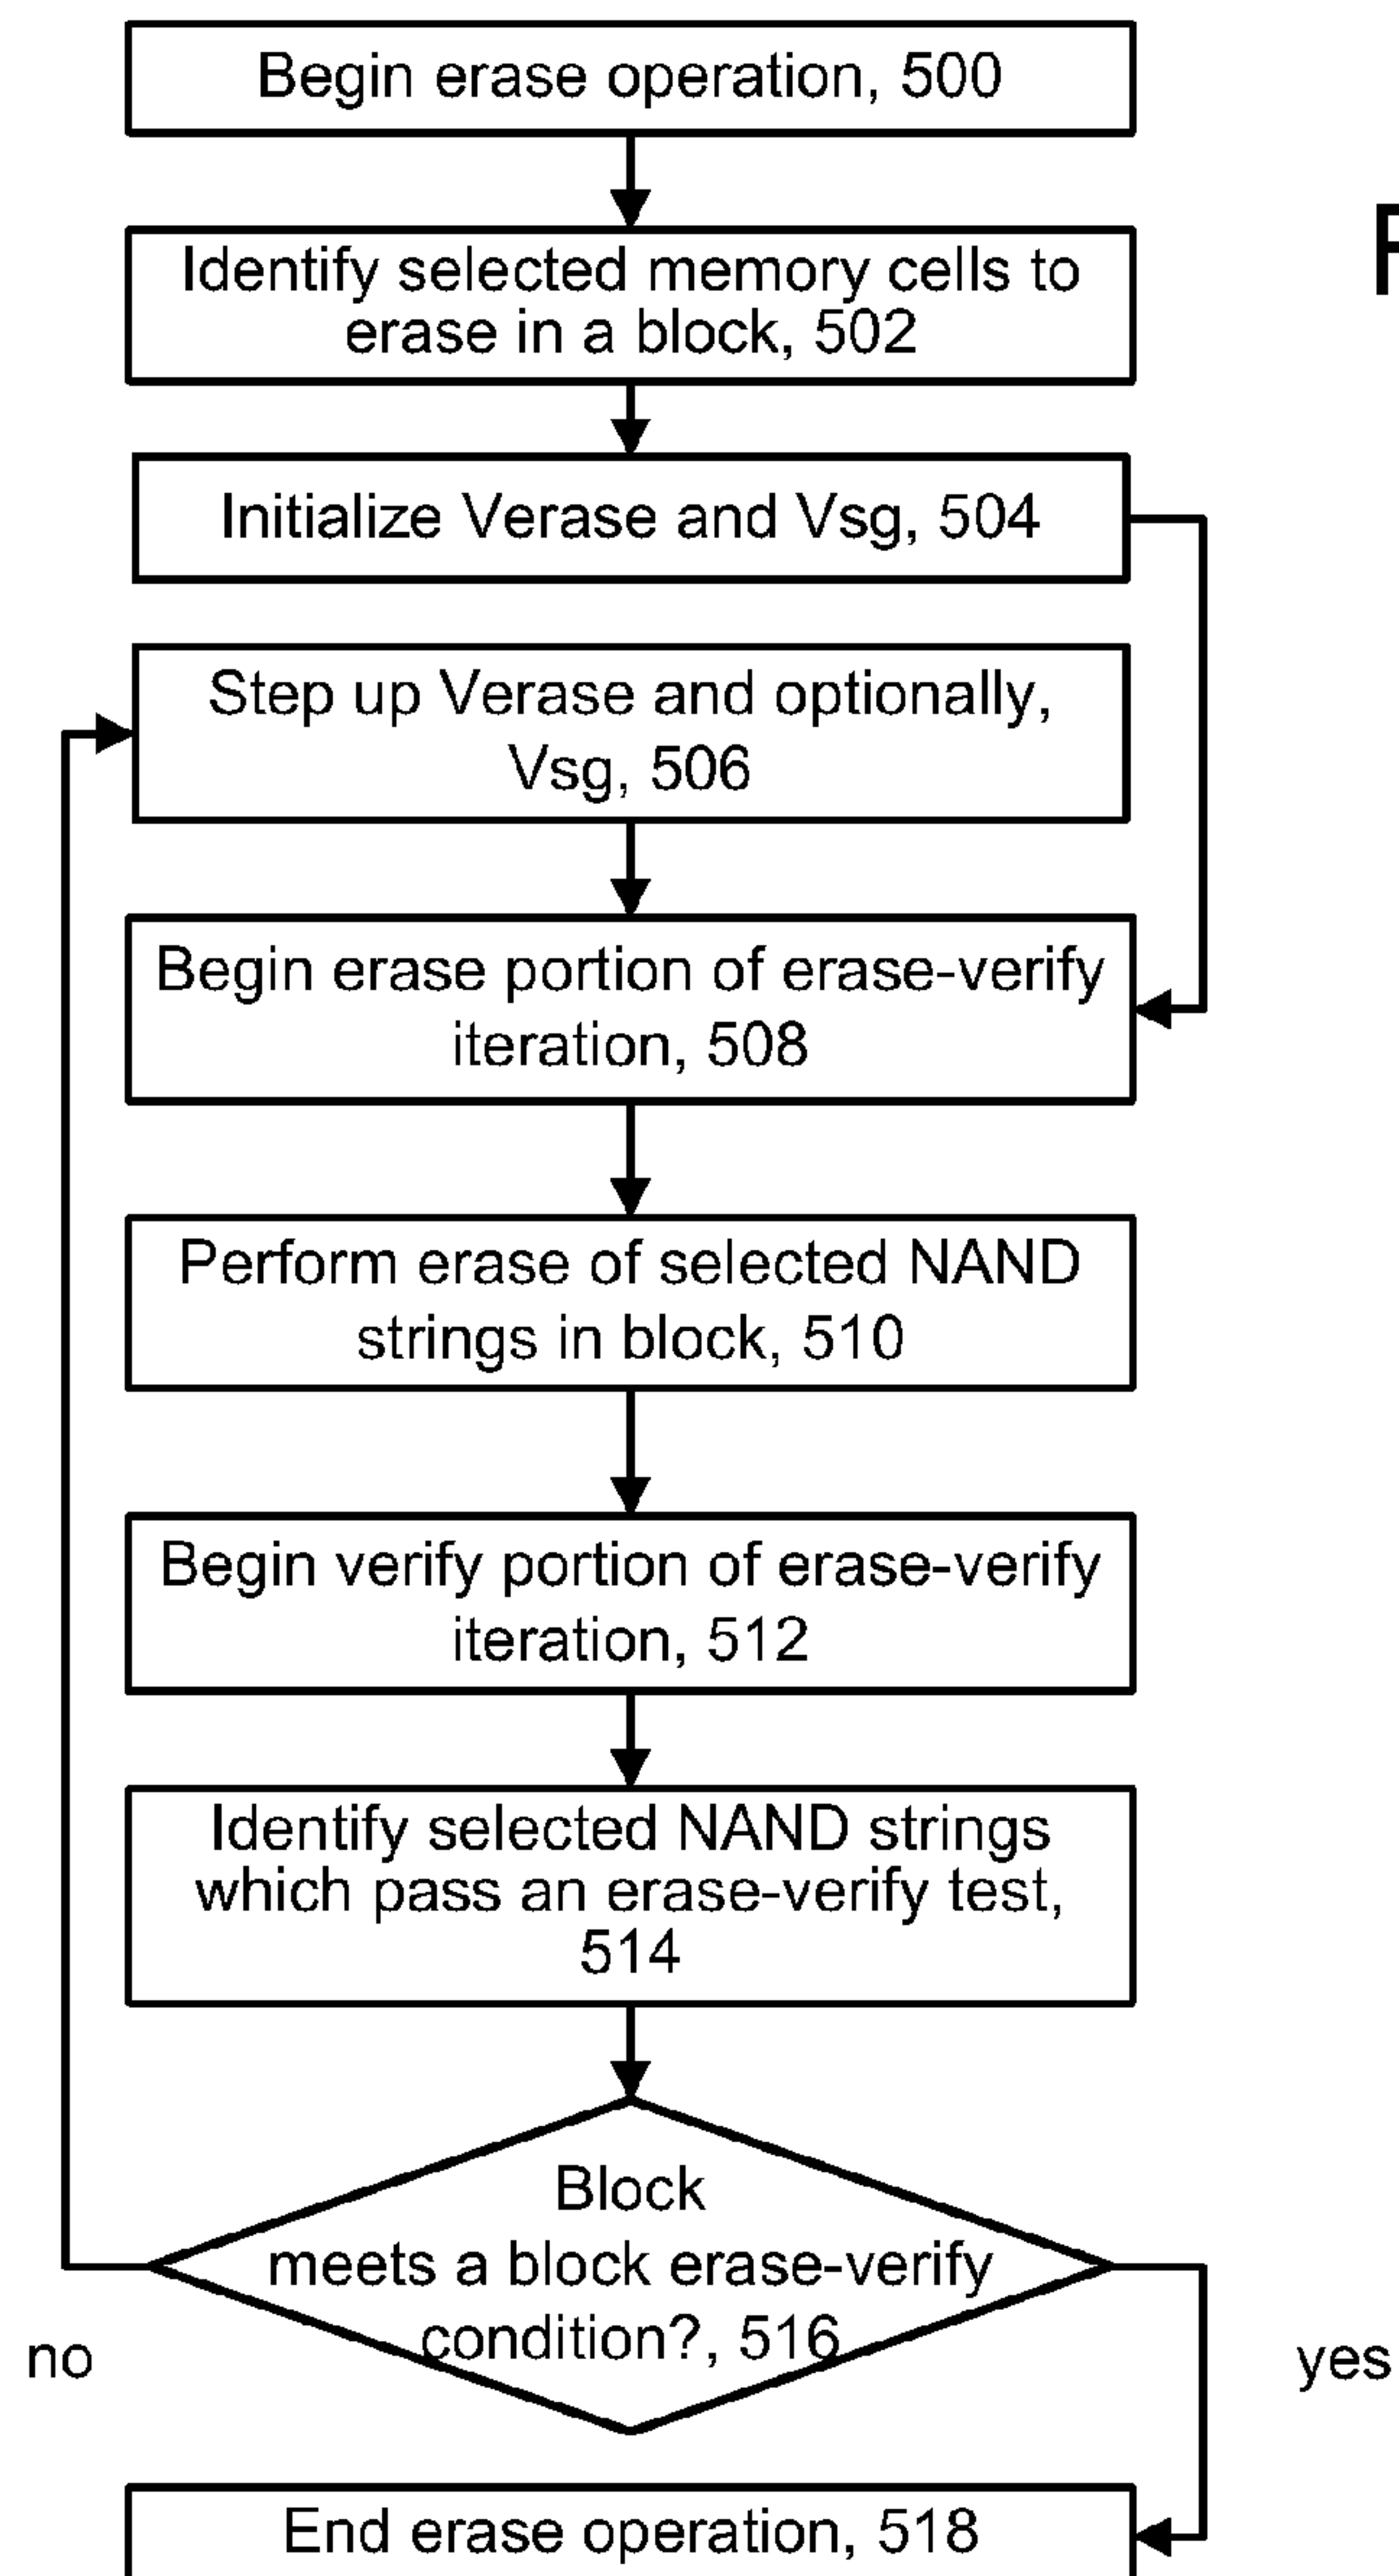 Begin erase operation, 500
Identify selected memory cells to
erase in a block, 502
Initialize Verase and Vsg, 504
Step up Verase and optionally,
Vsg, 506
Begin erase portion of erase-verify
iteration, 508
Perform erase of selected NAND
strings in block, 510
Begin verify portion of erase-verify
iteration, 512
Identify selected NAND strings
which pass an erase-verify test,
514
Block
meets a block erase-verify
condition?, 516
no
yes
End erase operation, 518